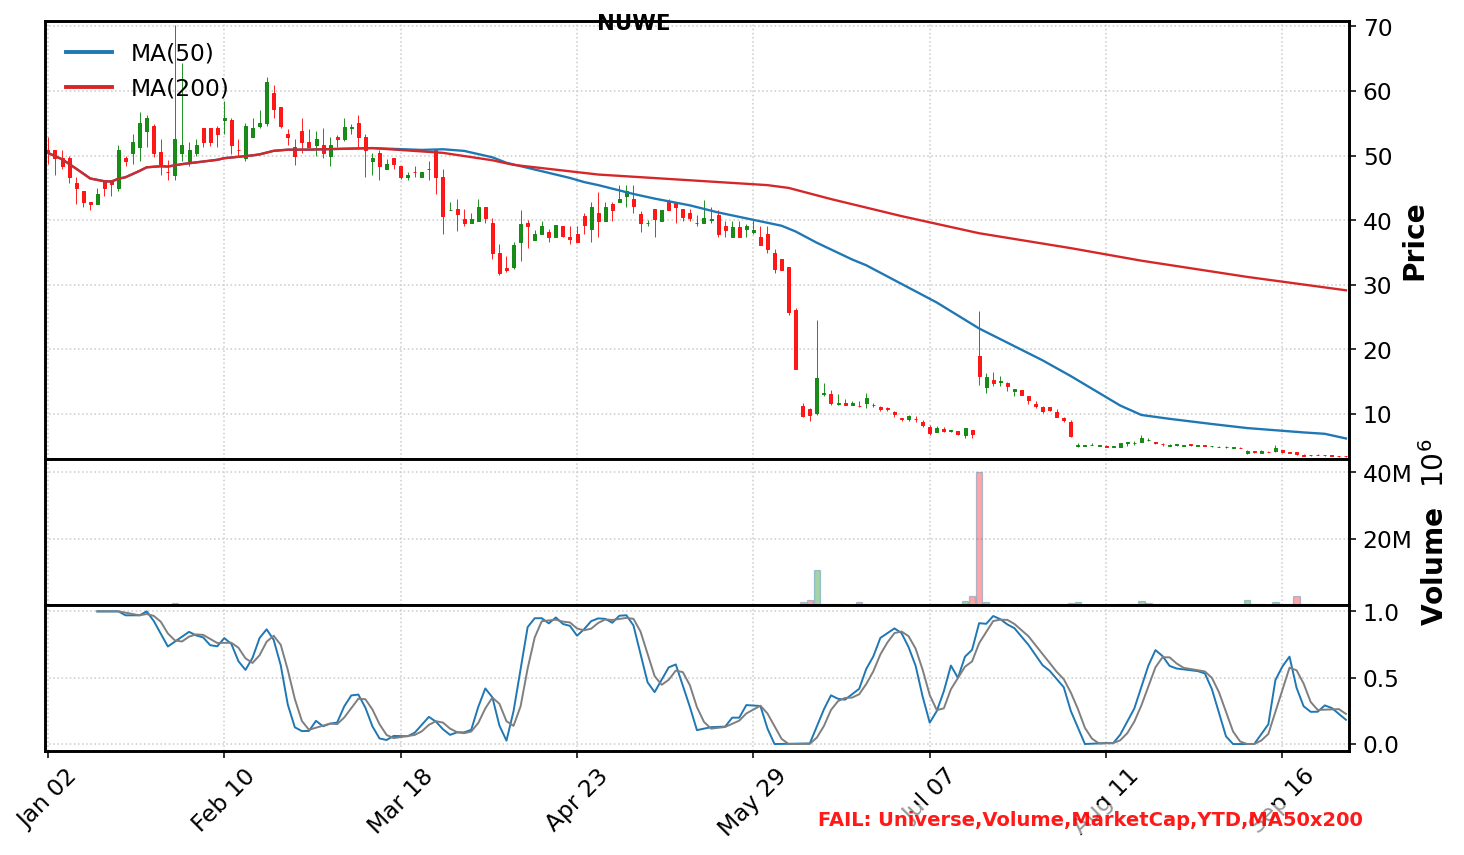 NUWE
MA(50)
MA(200)
70
60
50
40
30
20
10
Price
40M
20M
Volume 10^6
1.0
0.5
0.0
Jan 02
Feb 10
Mar 18
Apr 23
May 29
Jul 07
Aug 11
Sep 16
FAIL: Universe,Volume,MarketCap,YTD,MA50x200